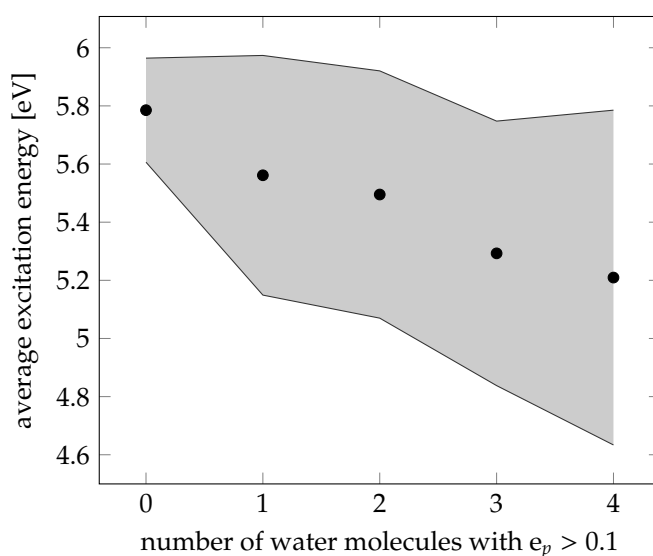 average excitation energy [eV]
6
5.8
5.6
5.4
5.2
5
4.8
4.6
0 1 2 3 4
number of water molecules with e_p > 0.1